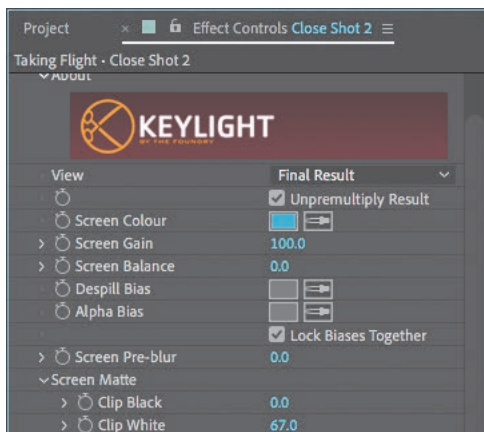 Project × Effect Controls Close Shot 2
Taking Flight • Close Shot 2
About
KEYLIGHT
BY THE FOUNDRY
View Final Result
Unpremultiply Result
Screen Colour
Screen Gain 100.0
Screen Balance 0.0
Despill Bias
Alpha Bias
Lock Biases Together
Screen Pre-blur 0.0
Screen Matte
Clip Black 0.0
Clip White 67.0